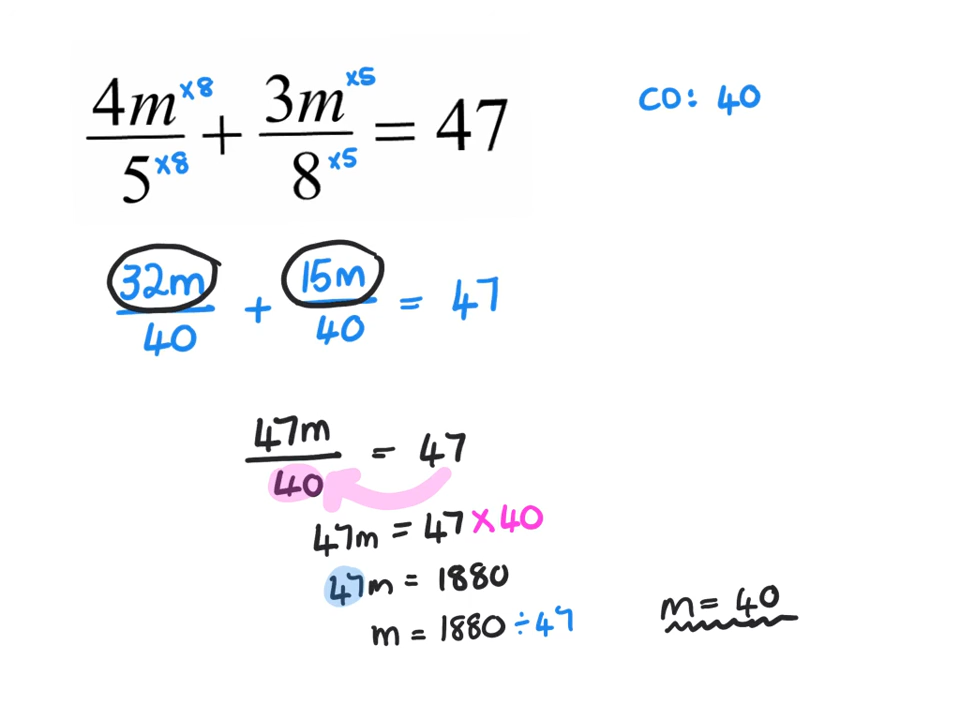 4m ×8 / 5 ×8 + 3m ×5 / 8 ×5 = 47
CD: 40
32m / 40 + 15m / 40 = 47
47m / 40 = 47
47m = 47 × 40
47m = 1880
m = 1880 ÷ 47
m = 40